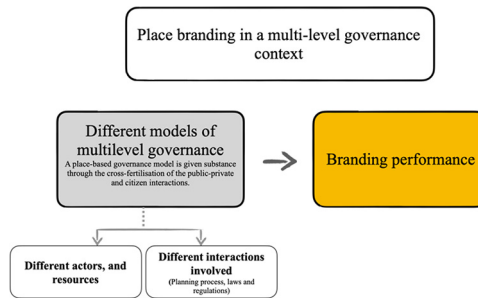 Place branding in a multi-level governance
context
Different models of
multilevel governance
A place-based governance model is given substance
through the cross-fertilisation of the public-private
and citizen interactions.
Branding performance
Different actors, and
resources
Different interactions
involved
(Planning process, laws and
regulations)